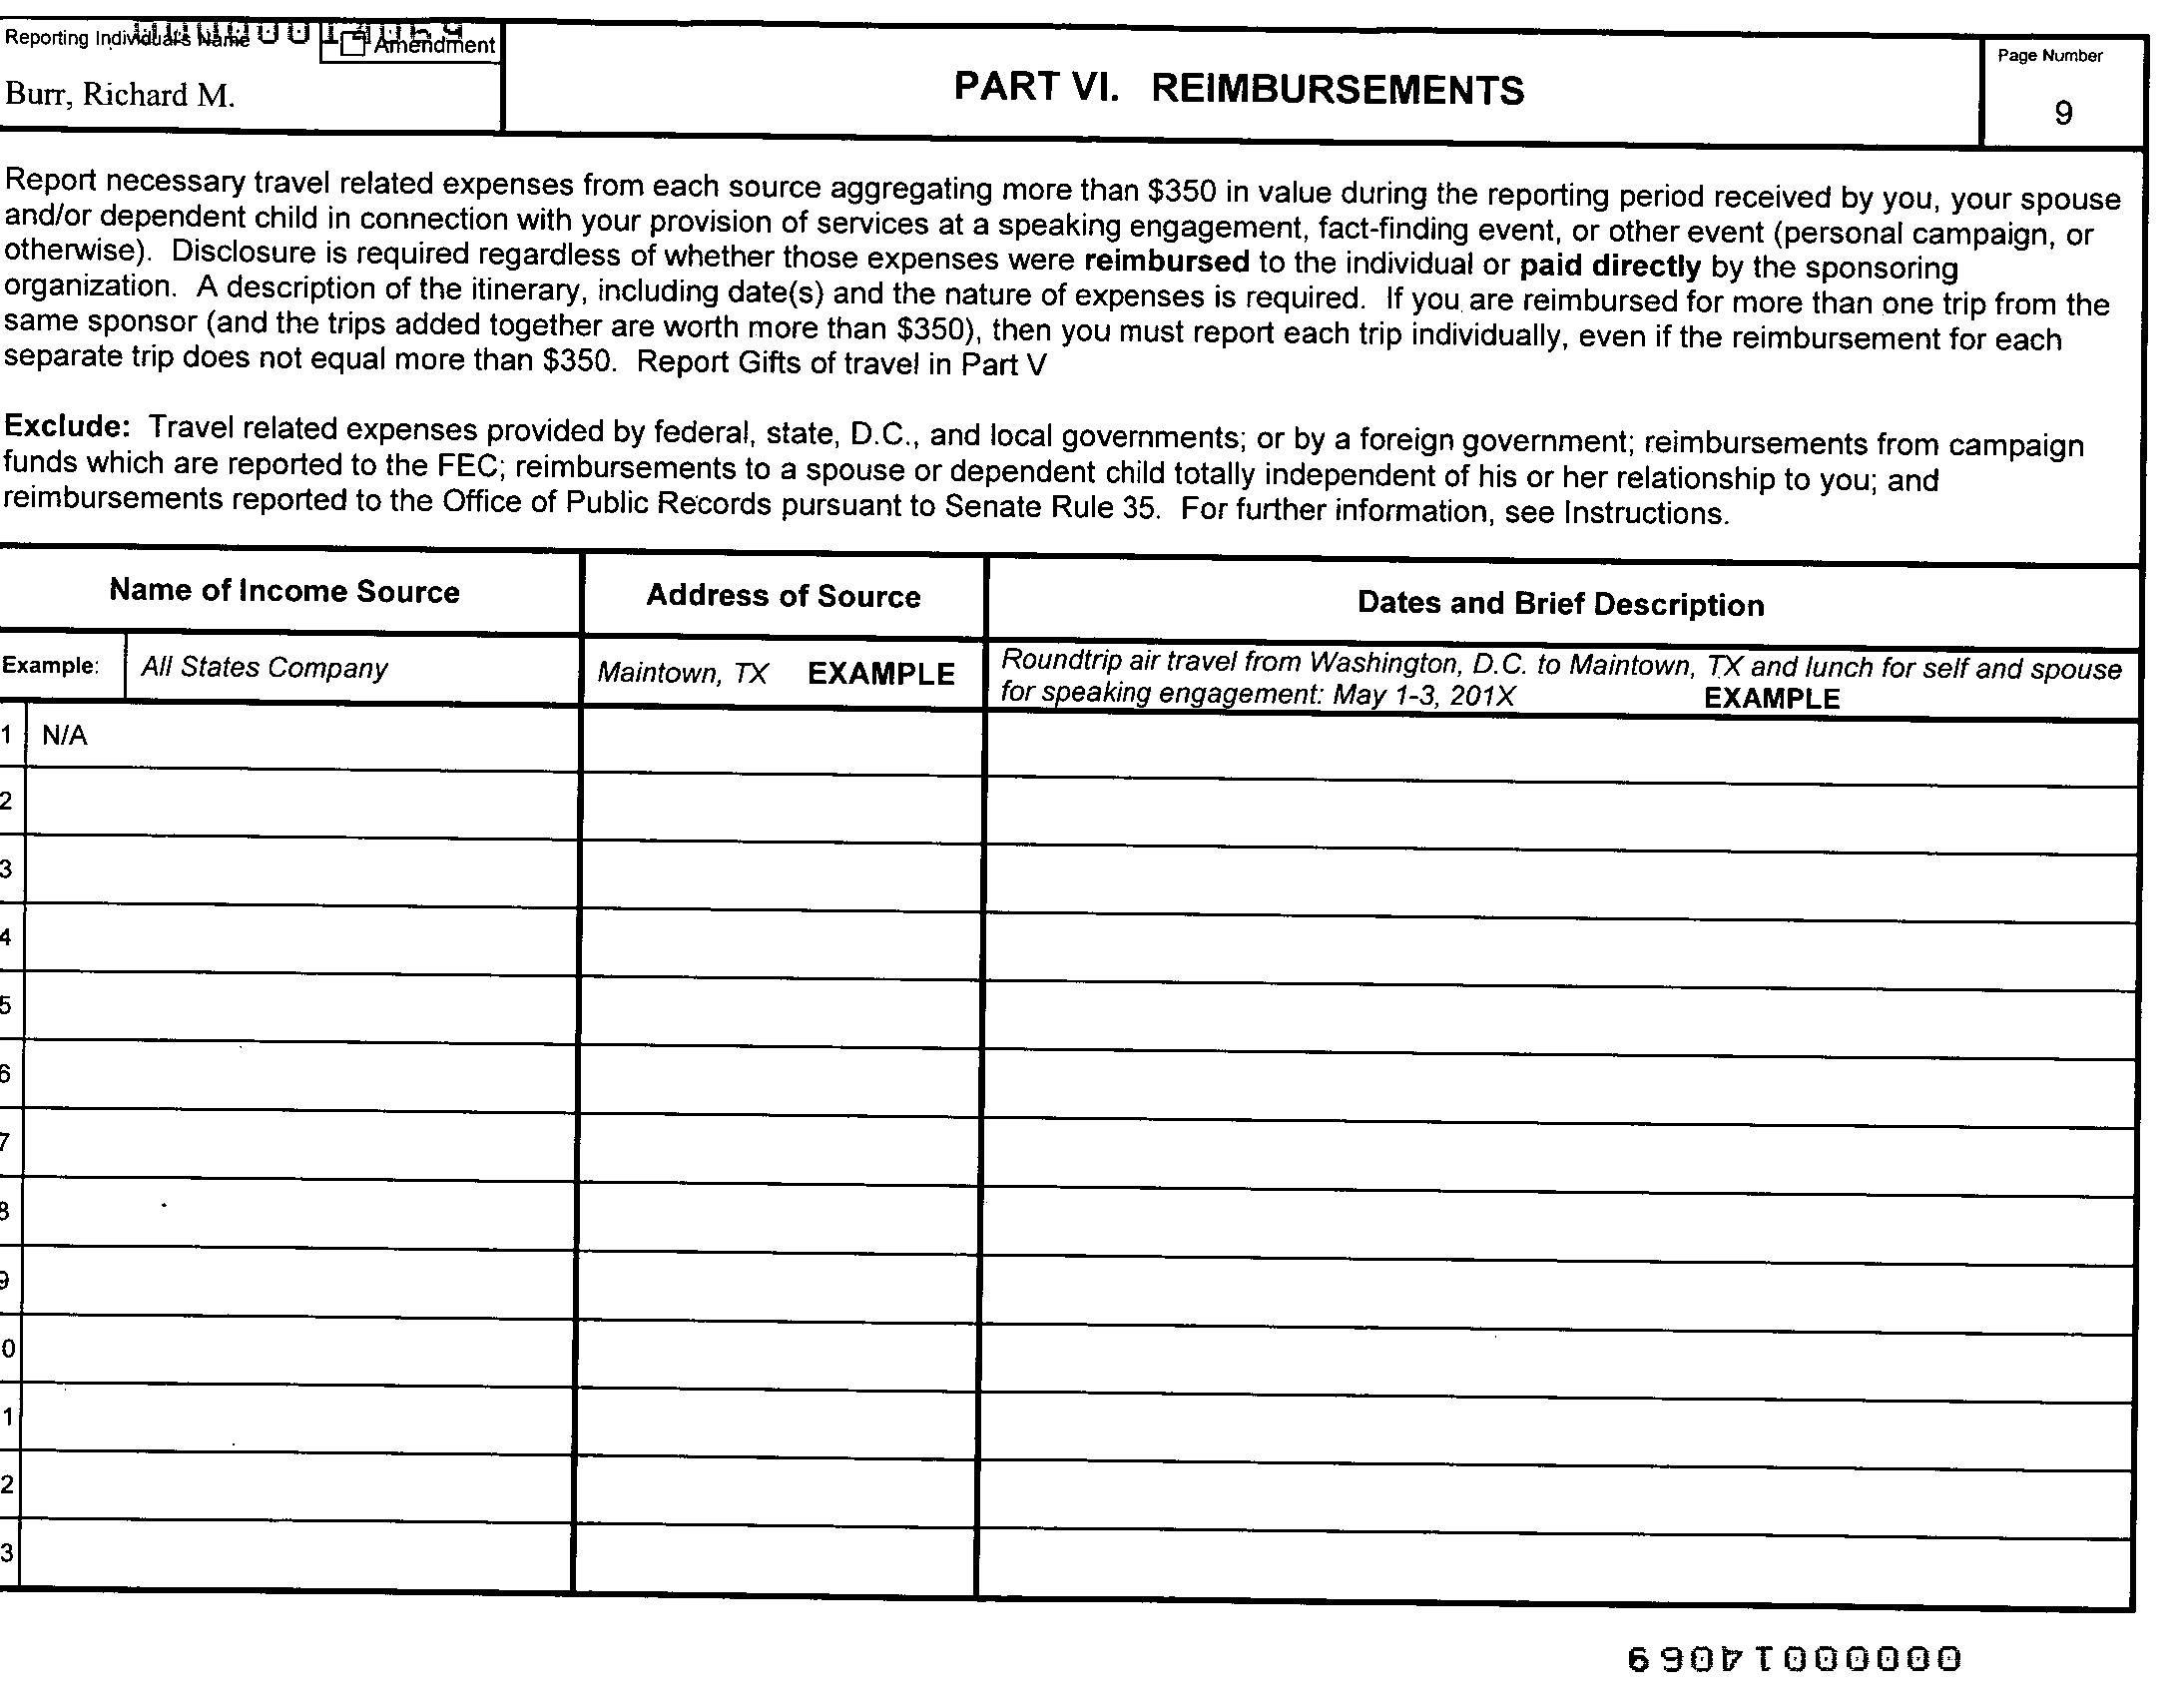 Reporting Individual's Name
Amendment
Burr, Richard M.
PART VI. REIMBURSEMENTS
Page Number
9
Report necessary travel related expenses from each source aggregating more than $350 in value during the reporting period received by you, your spouse
and/or dependent child in connection with your provision of services at a speaking engagement, fact-finding event, or other event (personal campaign, or
otherwise). Disclosure is required regardless of whether those expenses were reimbursed to the individual or paid directly by the sponsoring
organization. A description of the itinerary, including date(s) and the nature of expenses is required. If you are reimbursed for more than one trip from the
same sponsor (and the trips added together are worth more than $350), then you must report each trip individually, even if the reimbursement for each
separate trip does not equal more than $350. Report Gifts of travel in Part V
Exclude: Travel related expenses provided by federal, state, D.C., and local governments; or by a foreign government; reimbursements from campaign
funds which are reported to the FEC; reimbursements to a spouse or dependent child totally independent of his or her relationship to you; and
reimbursements reported to the Office of Public Records pursuant to Senate Rule 35. For further information, see Instructions.
Name of Income Source
Address of Source
Dates and Brief Description
Example:
All States Company
Maintown, TX EXAMPLE
Roundtrip air travel from Washington, D.C. to Maintown, TX and lunch for self and spouse
for speaking engagement: May 1-3, 201X EXAMPLE
1 N/A
2
3
4
5
6
7
8
9
0
1
2
3
000000014069